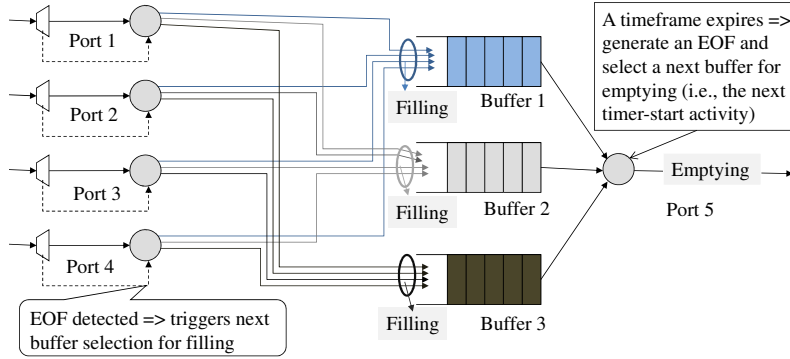 Port 1
Port 2
Port 3
Port 4
EOF detected => triggers next
buffer selection for filling
Filling
Buffer 1
Filling
Buffer 2
Filling
Buffer 3
A timeframe expires =>
generate an EOF and
select a next buffer for
emptying (i.e., the next
timer-start activity)
Emptying
Port 5